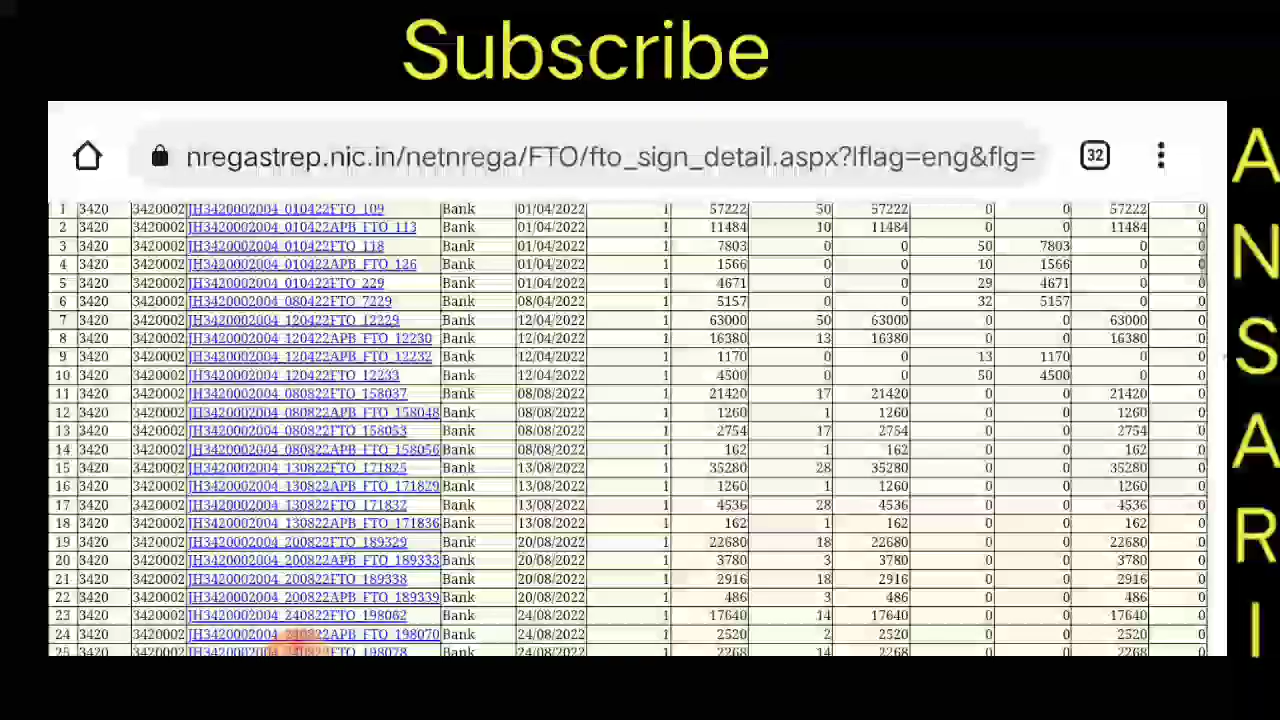 Subscribe
nregastrep.nic.in/netnrega/FTO/fto_sign_detail.aspx?lflag=eng&flg=
32
1 3420 3420002 JH3420002004_010422FTO_109 Bank 01/04/2022 1 57222 50 57222 0 0 57222 0
2 3420 3420002 JH3420002004_010422APB_FTO_113 Bank 01/04/2022 1 11484 10 11484 0 0 11484 0
3 3420 3420002 JH3420002004_010422FTO_118 Bank 01/04/2022 1 7803 0 0 50 7803 0 0
4 3420 3420002 JH3420002004_010422APB_FTO_126 Bank 01/04/2022 1 1566 0 0 10 1566 0 0
5 3420 3420002 JH3420002004_010422FTO_229 Bank 01/04/2022 1 4671 0 0 29 4671 0 0
6 3420 3420002 JH3420002004_080422FTO_7229 Bank 08/04/2022 1 5157 0 0 32 5157 0 0
7 3420 3420002 JH3420002004_120422FTO_12229 Bank 12/04/2022 1 63000 50 63000 0 0 63000 0
8 3420 3420002 JH3420002004_120422APB_FTO_12230 Bank 12/04/2022 1 16380 13 16380 0 0 16380 0
9 3420 3420002 JH3420002004_120422APB_FTO_12232 Bank 12/04/2022 1 1170 0 0 13 1170 0 0
10 3420 3420002 JH3420002004_120422FTO_12233 Bank 12/04/2022 1 4500 0 0 50 4500 0 0
11 3420 3420002 JH3420002004_080822FTO_158037 Bank 08/08/2022 1 21420 17 21420 0 0 21420 0
12 3420 3420002 JH3420002004_080822APB_FTO_158048 Bank 08/08/2022 1 1260 1 1260 0 0 1260 0
13 3420 3420002 JH3420002004_080822FTO_158053 Bank 08/08/2022 1 2754 17 2754 0 0 2754 0
14 3420 3420002 JH3420002004_080822APB_FTO_158056 Bank 08/08/2022 1 162 1 162 0 0 162 0
15 3420 3420002 JH3420002004_130822FTO_171825 Bank 13/08/2022 1 35280 28 35280 0 0 35280 0
16 3420 3420002 JH3420002004_130822APB_FTO_171829 Bank 13/08/2022 1 1260 1 1260 0 0 1260 0
17 3420 3420002 JH3420002004_130822FTO_171832 Bank 13/08/2022 1 4536 28 4536 0 0 4536 0
18 3420 3420002 JH3420002004_130822APB_FTO_171836 Bank 13/08/2022 1 162 1 162 0 0 162 0
19 3420 3420002 JH3420002004_200822FTO_189329 Bank 20/08/2022 1 22680 18 22680 0 0 22680 0
20 3420 3420002 JH3420002004_200822APB_FTO_189333 Bank 20/08/2022 1 3780 3 3780 0 0 3780 0
21 3420 3420002 JH3420002004_200822FTO_189338 Bank 20/08/2022 1 2916 18 2916 0 0 2916 0
22 3420 3420002 JH3420002004_200822APB_FTO_189339 Bank 20/08/2022 1 486 3 486 0 0 486 0
23 3420 3420002 JH3420002004_240822FTO_198062 Bank 24/08/2022 1 17640 14 17640 0 0 17640 0
24 3420 3420002 JH3420002004_240822APB_FTO_198070 Bank 24/08/2022 1 2520 2 2520 0 0 2520 0
25 3420 3420002 JH3420002004_240822FTO_198078 Bank 24/08/2022 1 2268 14 2268 0 0 2268 0
ANSARI